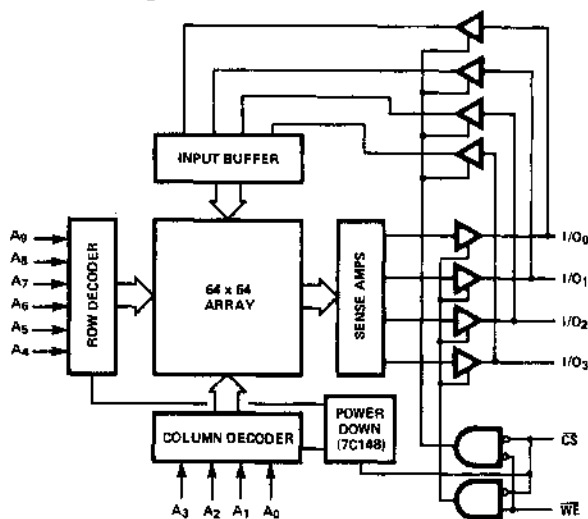 INPUT BUFFER
A9
A8
A7
A6
A5
A4
ROW DECODER
64 x 64
ARRAY
SENSE AMPS
I/O0
I/O1
I/O2
I/O3
COLUMN DECODER
POWER
DOWN
(7C148)
A3
A2
A1
A0
CS
WE